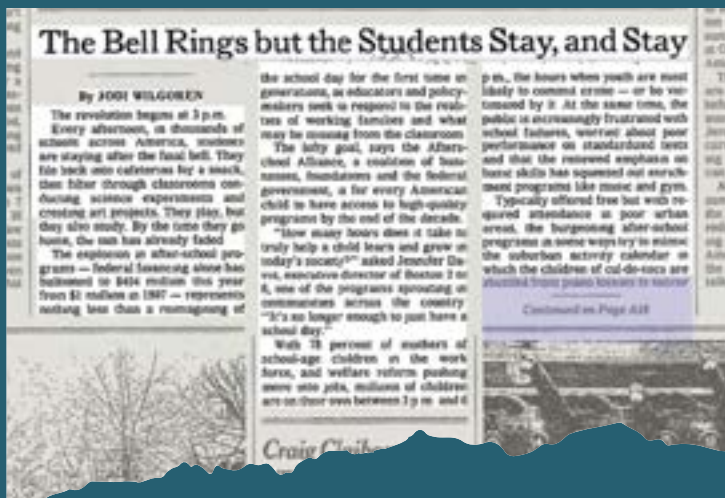 The Bell Rings but the Students Stay, and Stay
By JODI WILGOREN
The revolution begins at 3 p.m.
Every afternoon, in thousands of
schools across America, students
are staying after the final bell. They
file back into cafeterias for a snack,
then filter through classrooms con-
ducting science experiments and
creating art projects. They play, but
they also study. By the time they go
home, the sun has already faded.
The explosion in after-school pro-
grams — federal financing alone has
ballooned to $454 million this year
from $1 million in 1997 — represents
nothing less than a reimagining of
the school day for the first time in
generations, as educators and policy-
makers seek to respond to the reali-
ties of working families and what
may be missing from the classroom.
The lofty goal, says the After-
school Alliance, a coalition of busi-
nesses, foundations and the federal
government, is for every American
child to have access to high-quality
programs by the end of the decade.
"How many hours does it take to
truly help a child learn and grow in
today's society?" asked Jennifer Da-
vis, executive director of Boston 2 to
6, one of the programs sprouting in
communities across the country.
"It's no longer enough to just have a
school day."
With 78 percent of mothers of
school-age children in the work
force, and welfare reform pushing
more into jobs, millions of children
are on their own between 3 p.m. and 6
p.m., the hours when youth are most
likely to commit crime — or be vic-
timized by it. At the same time, the
public is increasingly frustrated with
school failures, worried about poor
performance on standardized tests
and that the renewed emphasis on
basic skills has squeezed out enrich-
ment programs like music and gym.
Typically offered free but with re-
quired attendance in poor urban
areas, the burgeoning after-school
programs in some ways try to mimic
the suburban activity calendar in
which the children of cul-de-sacs are
shuttled from piano lessons to soccer
Continued on Page A18
Craig